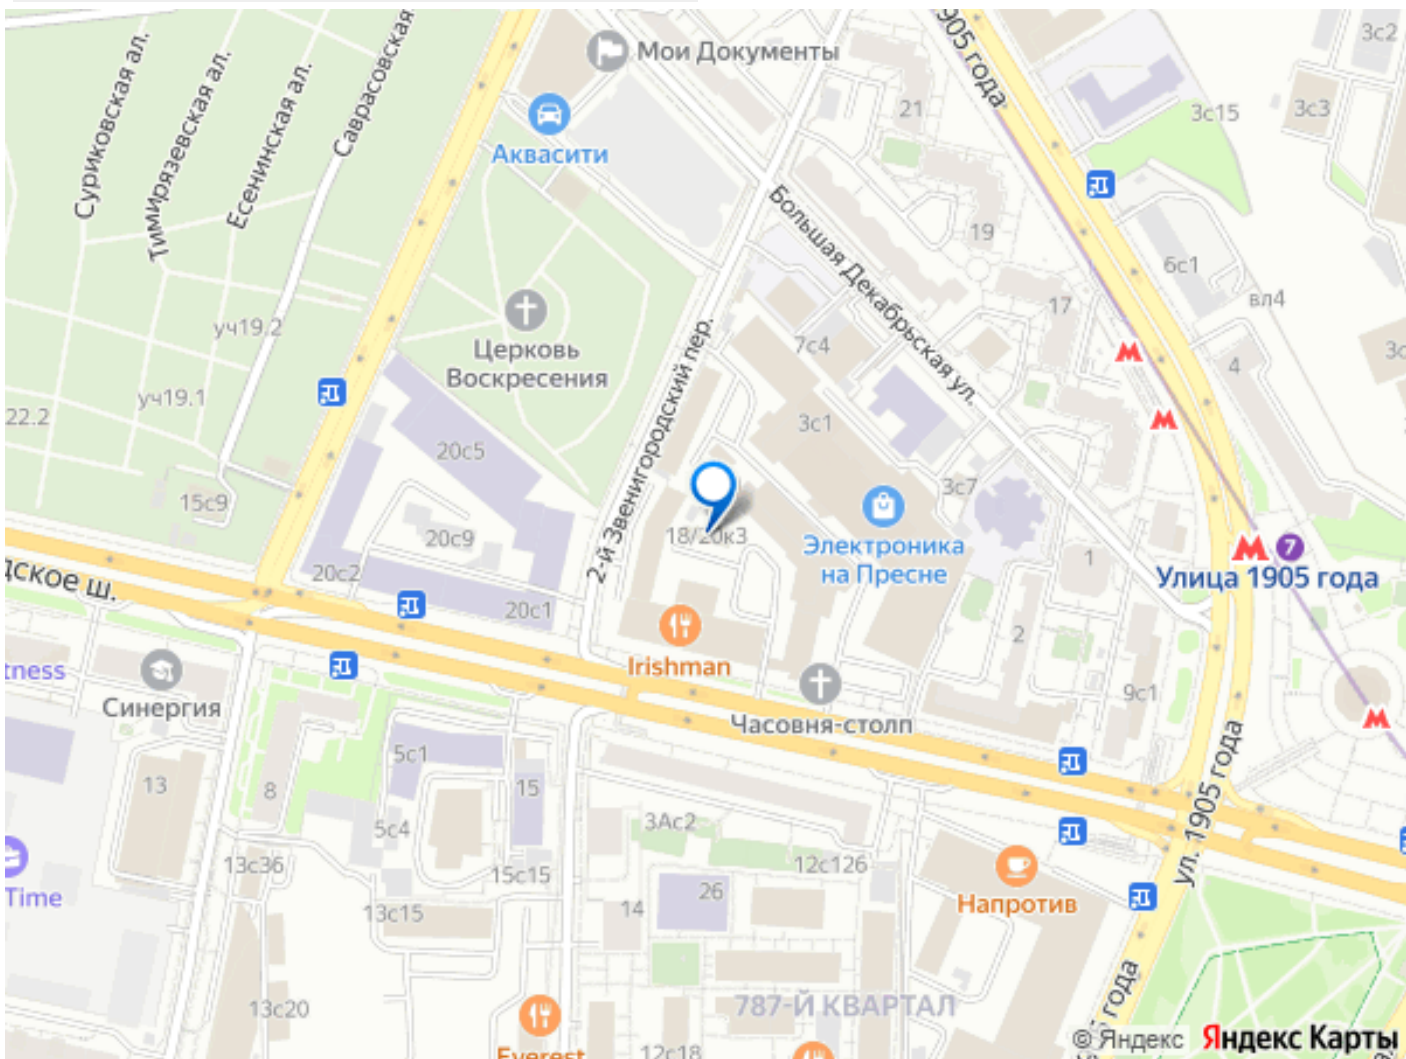 Суриковская ал.
Тимирязевская ал.
Есенинская ал.
Саврасовская
Мои Документы
905 года
3с2
3с3
3с15
21
Аквасити
Большая Декабрьская ул.
19
6с1
вл4
17
уч19.2
Церковь
Воскресения
2-й Звенигородский пер.
7с4
4
уч19.1
22.2
3с1
20с5
15с9
3с7
18/20к3
20с9
Электроника
на Пресне
1
7
Улица 1905 года
дское ш.
20с2
20с1
2
Irishman
tness
Синергия
9с1
Часовня-столп
5с1
13
8
15
ул. 1905 года
5с4
3Ас2
13с36
12с126
15с15
26
Time
13с15
14
Напротив
года
13с20
787-Й КВАРТАЛ
Everest
12с18
© Яндекс
Яндекс Карты